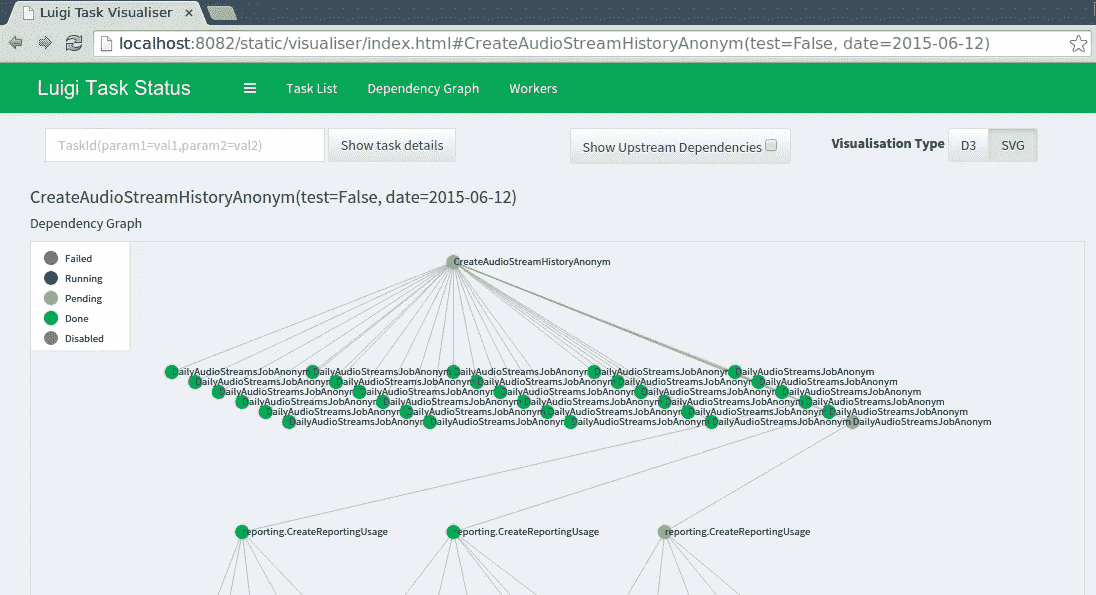 Luigi Task Visualiser
localhost:8082/static/visualiser/index.html#CreateAudioStreamHistoryAnonym(test=False, date=2015-06-12)
Luigi Task Status Task List Dependency Graph Workers
TaskId(param1=val1,param2=val2) Show task details Show Upstream Dependencies Visualisation Type D3 SVG
CreateAudioStreamHistoryAnonym(test=False, date=2015-06-12)
Dependency Graph
Failed
Running
Pending
Done
Disabled
CreateAudioStreamHistoryAnonym
DailyAudioStreamsJobAnonym DailyAudioStreamsJobAnonym DailyAudioStreamsJobAnonym DailyAudioStreamsJobAnonym DailyAudioStreamsJobAnonym
DailyAudioStreamsJobAnonym DailyAudioStreamsJobAnonym DailyAudioStreamsJobAnonym DailyAudioStreamsJobAnonym DailyAudioStreamsJobAnonym
DailyAudioStreamsJobAnonym DailyAudioStreamsJobAnonym DailyAudioStreamsJobAnonym DailyAudioStreamsJobAnonym DailyAudioStreamsJobAnonym
DailyAudioStreamsJobAnonym DailyAudioStreamsJobAnonym DailyAudioStreamsJobAnonym DailyAudioStreamsJobAnonym DailyAudioStreamsJobAnonym
DailyAudioStreamsJobAnonym DailyAudioStreamsJobAnonym DailyAudioStreamsJobAnonym DailyAudioStreamsJobAnonym DailyAudioStreamsJobAnonym
DailyAudioStreamsJobAnonym DailyAudioStreamsJobAnonym DailyAudioStreamsJobAnonym DailyAudioStreamsJobAnonym DailyAudioStreamsJobAnonym
reporting.CreateReportingUsage reporting.CreateReportingUsage reporting.CreateReportingUsage